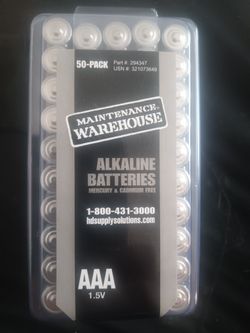 50-PACK
Part #: 294347
USN #: 321073649
MAINTENANCE
WAREHOUSE
ALKALINE
BATTERIES
MERCURY & CADMIUM FREE
1-800-431-3000
hdsupplysolutions.com
AAA
1.5V